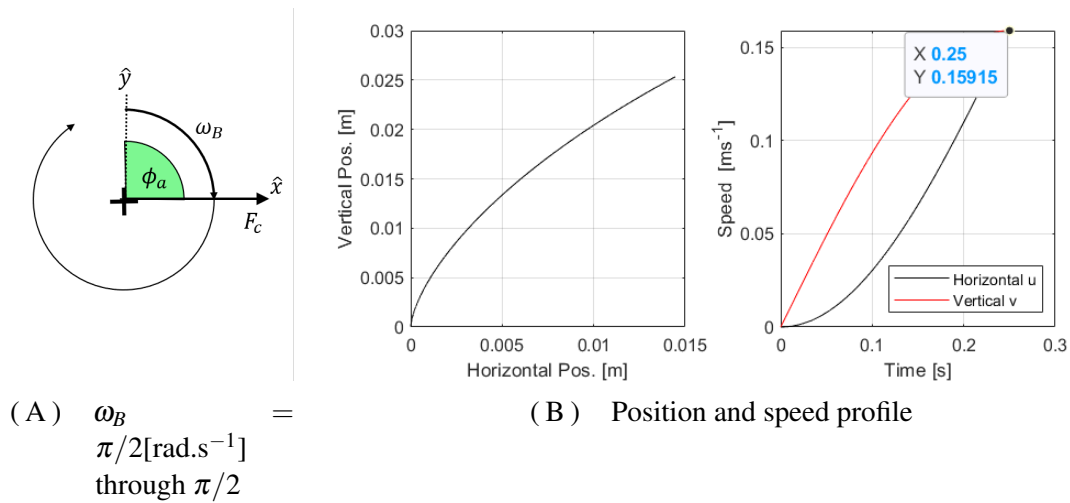 ŷ
ω_B
ϕ_a
x̂
F_c
0.03
0.025
0.02
0.015
0.01
0.005
0
Vertical Pos. [m]
0
0.005
0.01
0.015
Horizontal Pos. [m]
0.15
0.1
0.05
0
Speed [ms⁻¹]
X 0.25
Y 0.15915
Horizontal u
Vertical v
0
0.1
0.2
0.3
Time [s]
( A ) ω_B =
π/2[rad.s⁻¹]
through π/2
( B ) Position and speed profile